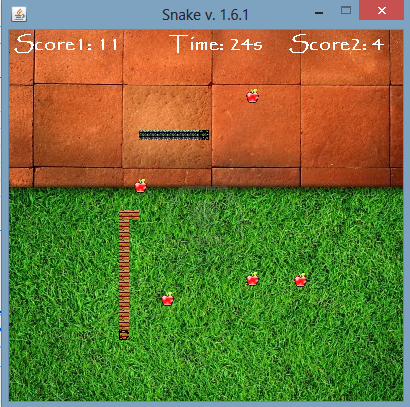 Snake v. 1.6.1
Score1: 11 Time: 24s Score2: 4